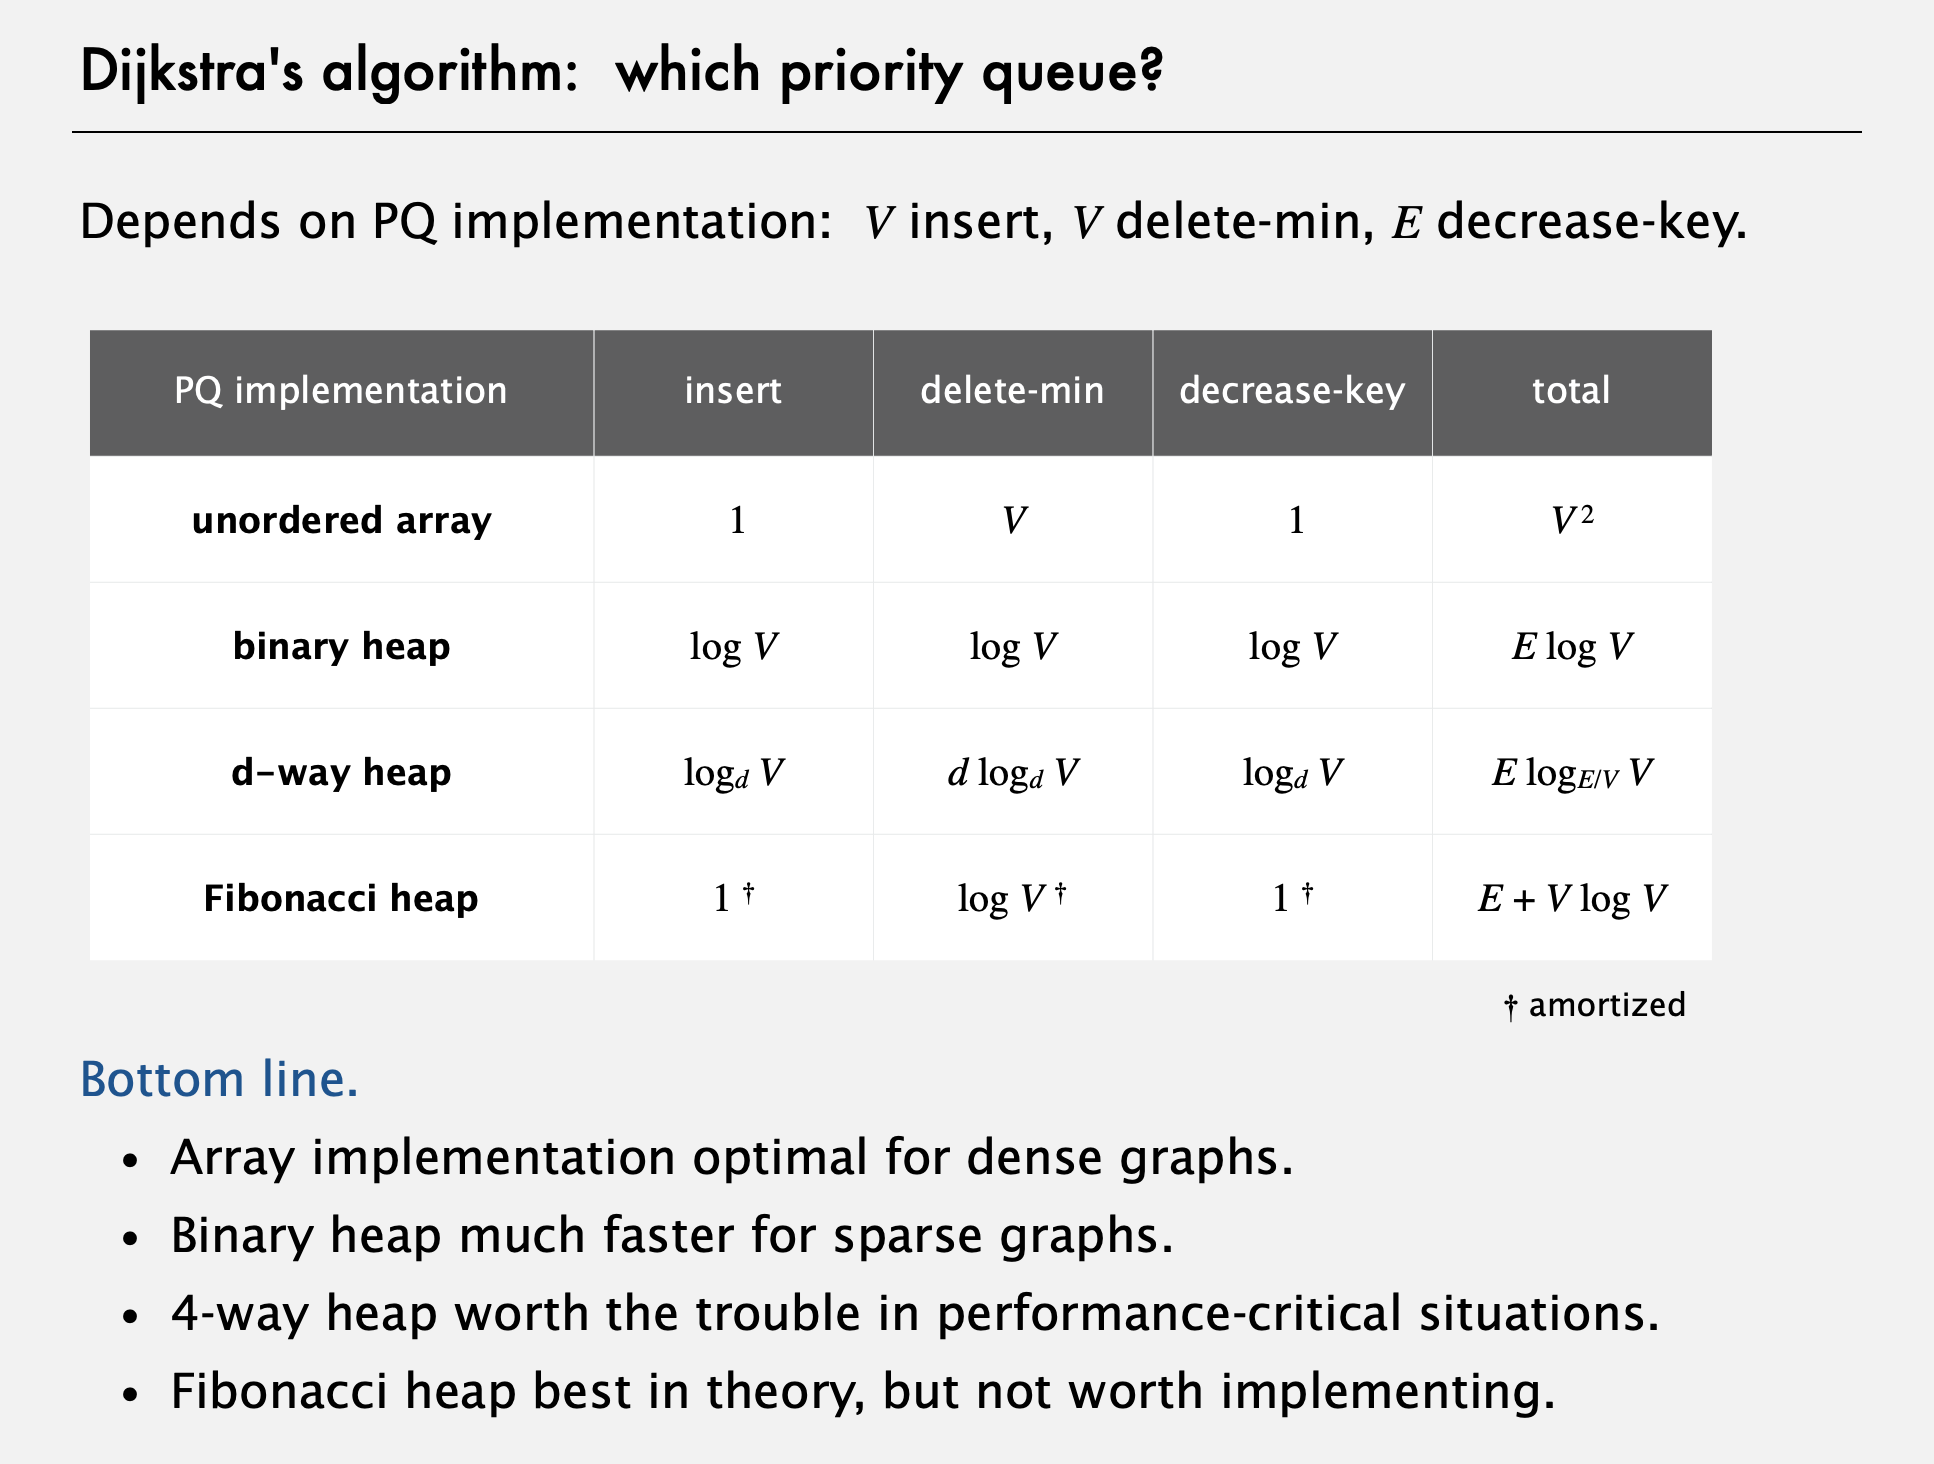 Dijkstra's algorithm: which priority queue?
Depends on PQ implementation: V insert, V delete-min, E decrease-key.
PQ implementation insert delete-min decrease-key total
unordered array 1 V 1 V²
binary heap log V log V log V E log V
d-way heap log_d V d log_d V log_d V E log_{E/V} V
Fibonacci heap 1 † log V † 1 † E + V log V
† amortized
Bottom line.
• Array implementation optimal for dense graphs.
• Binary heap much faster for sparse graphs.
• 4-way heap worth the trouble in performance-critical situations.
• Fibonacci heap best in theory, but not worth implementing.